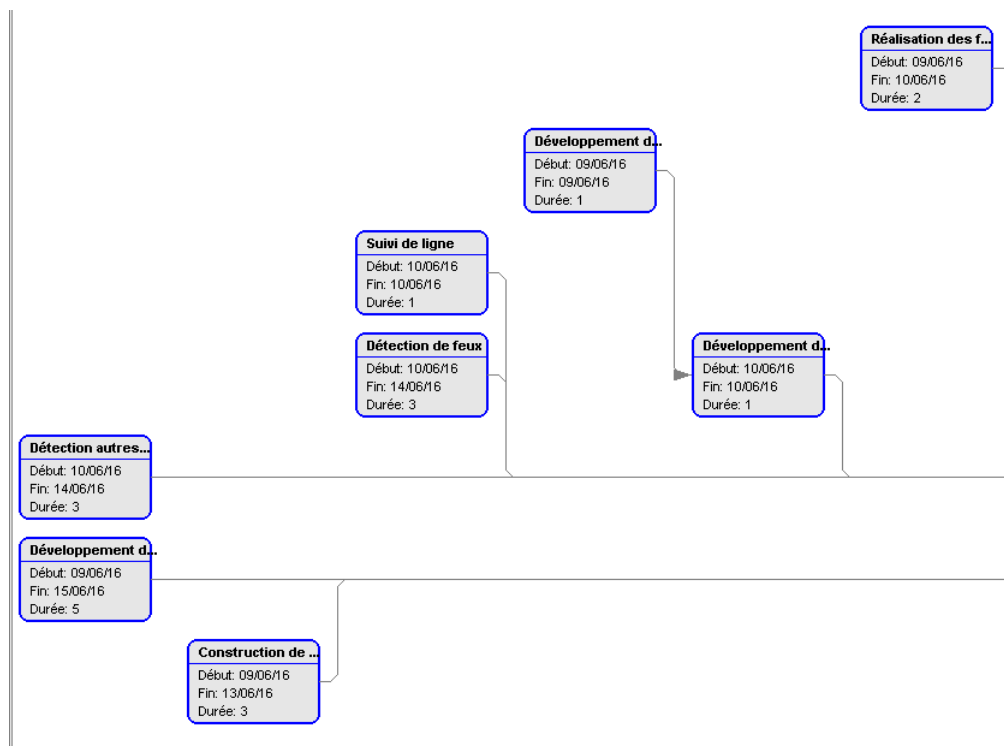 Réalisation des f...
Début: 09/06/16
Fin: 10/06/16
Durée: 2
Développement d...
Début: 09/06/16
Fin: 09/06/16
Durée: 1
Suivi de ligne
Début: 10/06/16
Fin: 10/06/16
Durée: 1
Détection de feux
Début: 10/06/16
Fin: 14/06/16
Durée: 3
Développement d...
Début: 10/06/16
Fin: 10/06/16
Durée: 1
Détection autres...
Début: 10/06/16
Fin: 14/06/16
Durée: 3
Développement d...
Début: 09/06/16
Fin: 15/06/16
Durée: 5
Construction de ...
Début: 09/06/16
Fin: 13/06/16
Durée: 3